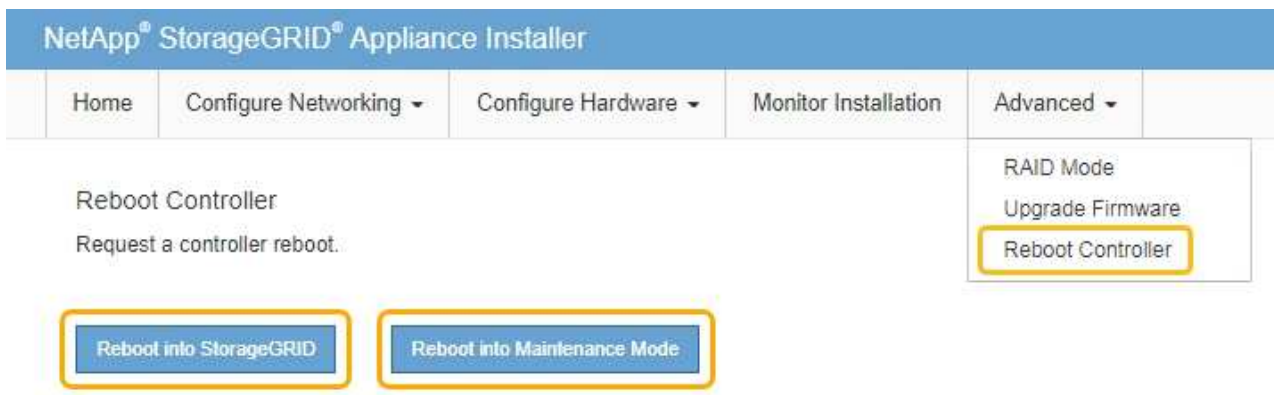 NetApp® StorageGRID® Appliance Installer
Home
Configure Networking
Configure Hardware
Monitor Installation
Advanced
RAID Mode
Upgrade Firmware
Reboot Controller
Reboot Controller
Request a controller reboot.
Reboot into StorageGRID
Reboot into Maintenance Mode